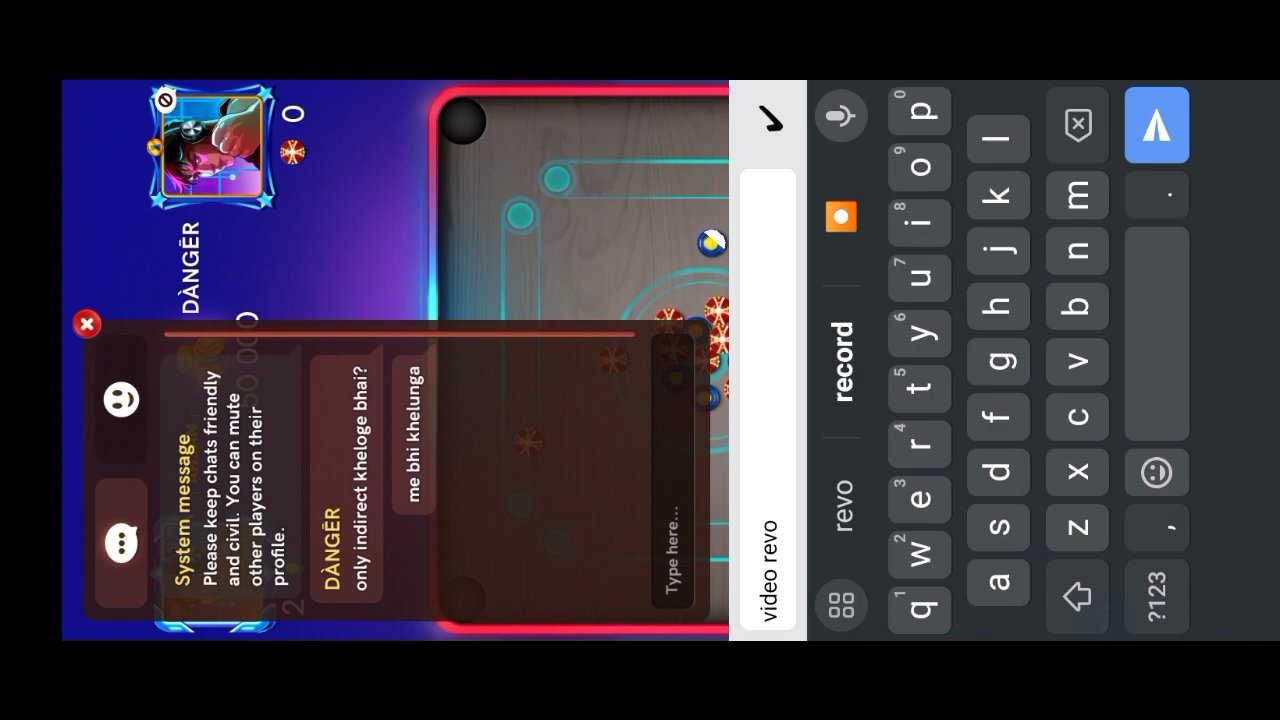 DÀNGĒR
0
System message
Please keep chats friendly
and civil. You can mute
other players on their
profile.
DÀNGĒR
only indirect kheloge bhai?
me bhi khelunga
Type here...
2
video revo
revo
record
q w e r t y u i o p
1 2 3 4 5 6 7 8 9 0
a s d f g h j k l
z x c v b n m
?123 , .